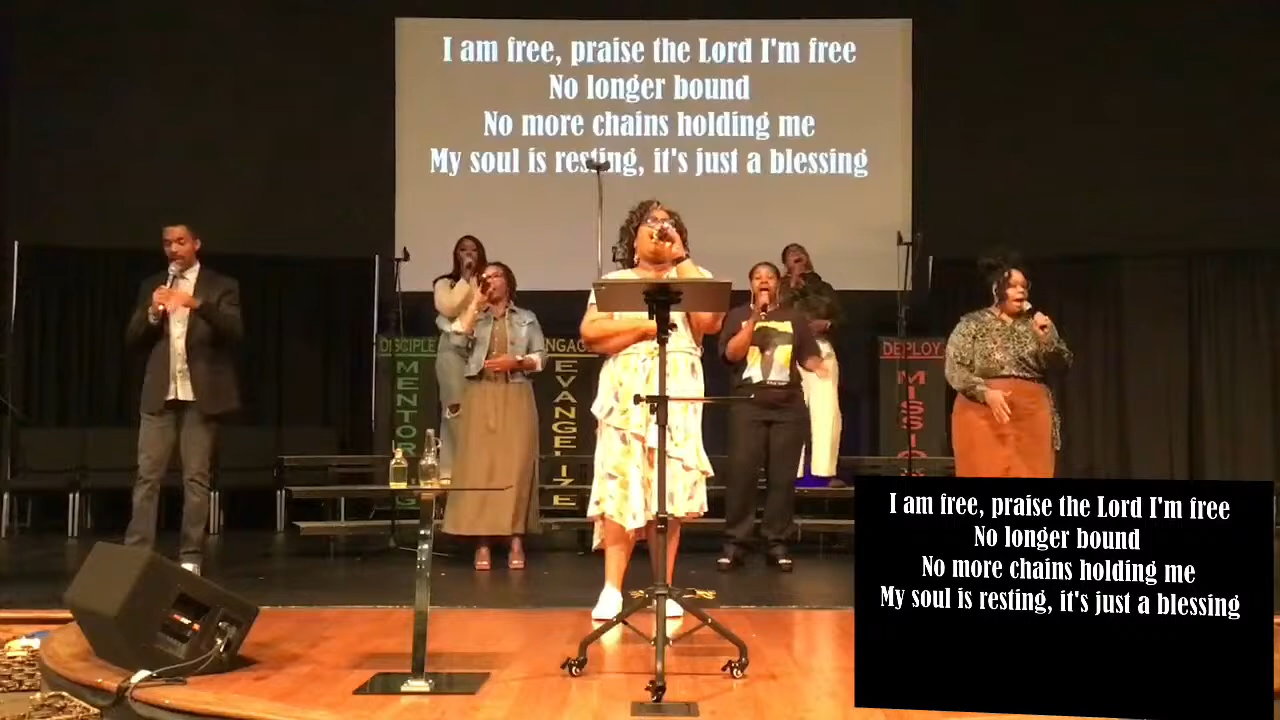 I am free, praise the Lord I'm free
No longer bound
No more chains holding me
My soul is resting, it's just a blessing
DISCIPLE
MENTORING
ENGAGE
EVANGELIZE
DEPLOY
I am free, praise the Lord I'm free
No longer bound
No more chains holding me
My soul is resting, it's just a blessing